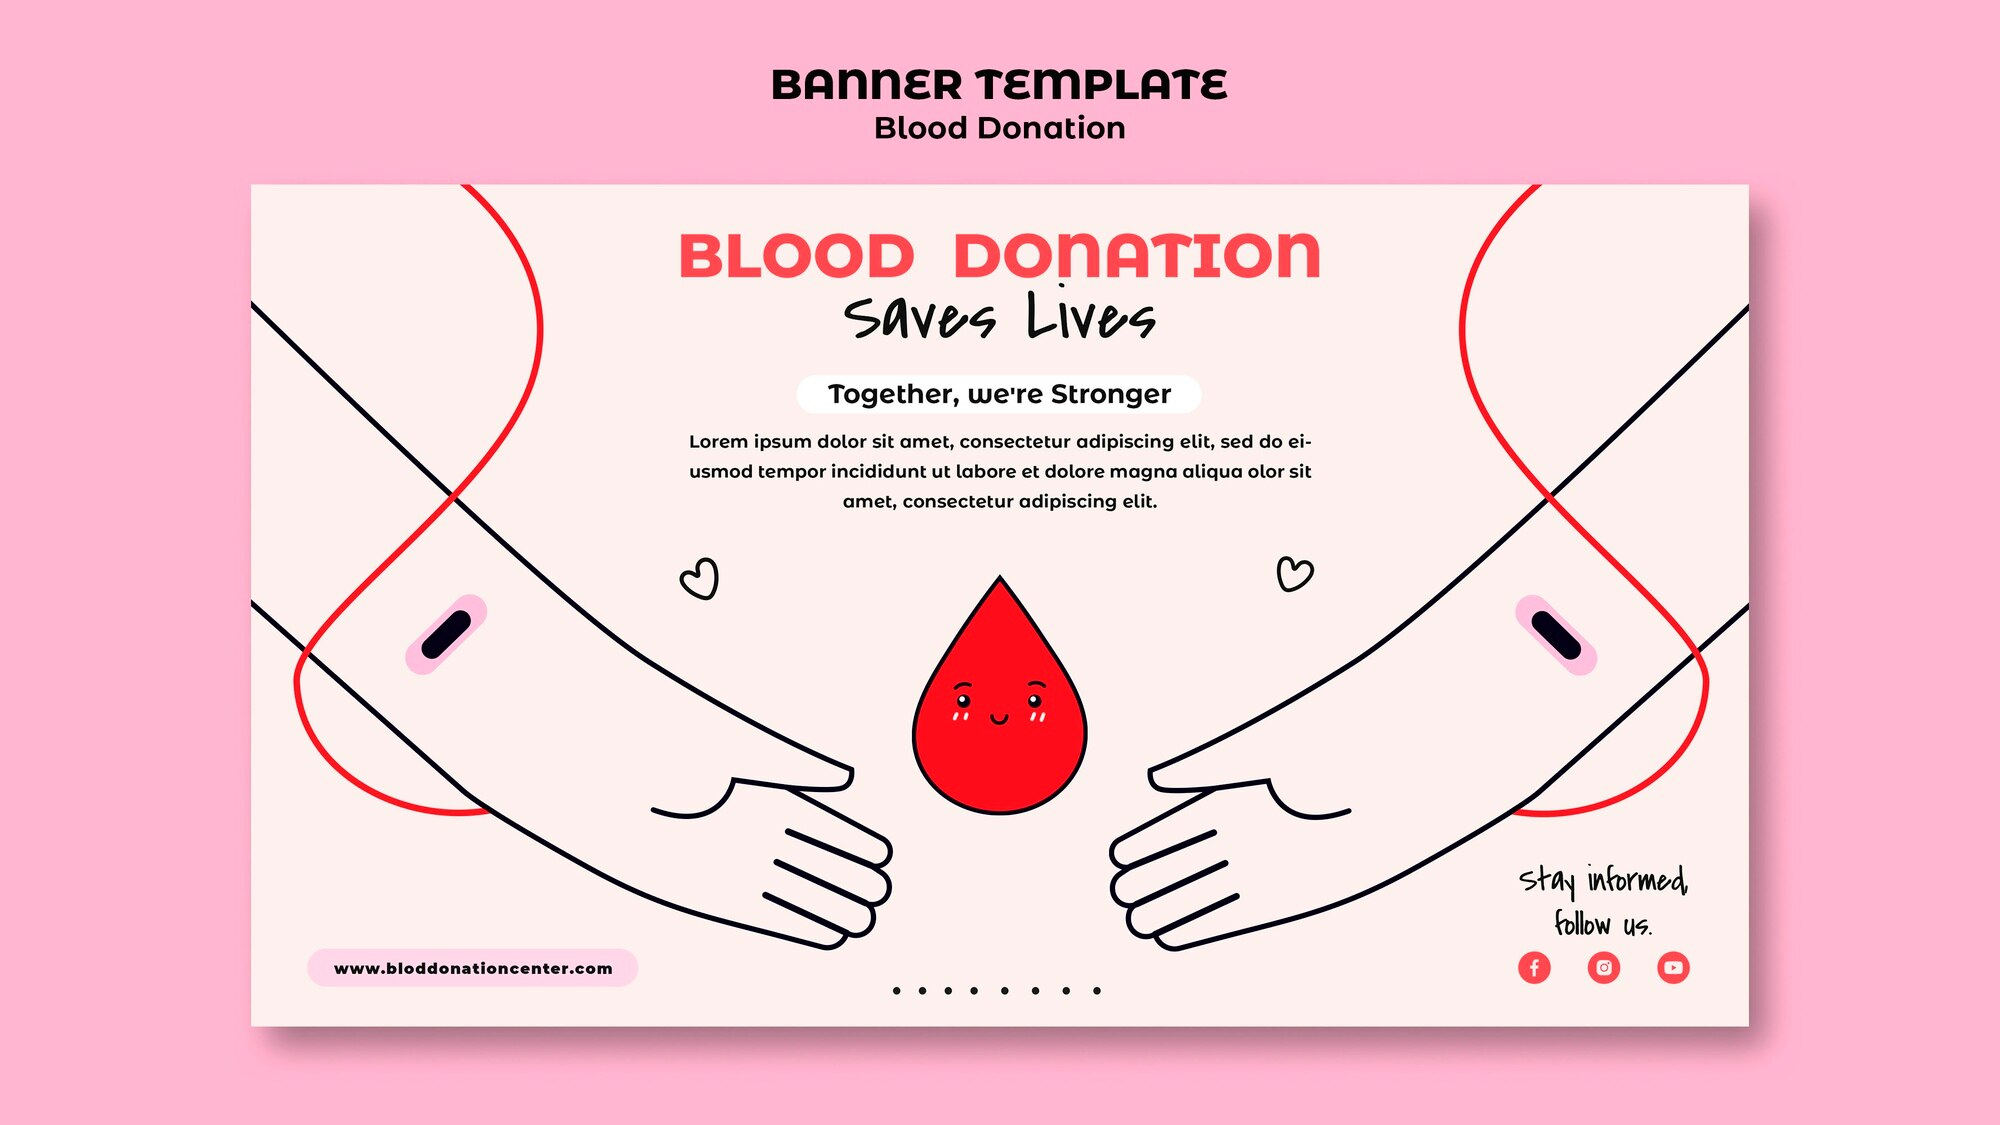 BANNER TEMPLATE
Blood Donation
BLOOD DONATION
Saves Lives
Together, we're Stronger
Lorem ipsum dolor sit amet, consectetur adipiscing elit, sed do ei-
usmod tempor incididunt ut labore et dolore magna aliqua olor sit
amet, consectetur adipiscing elit.
Stay informed,
follow us.
www.bloddonationcenter.com